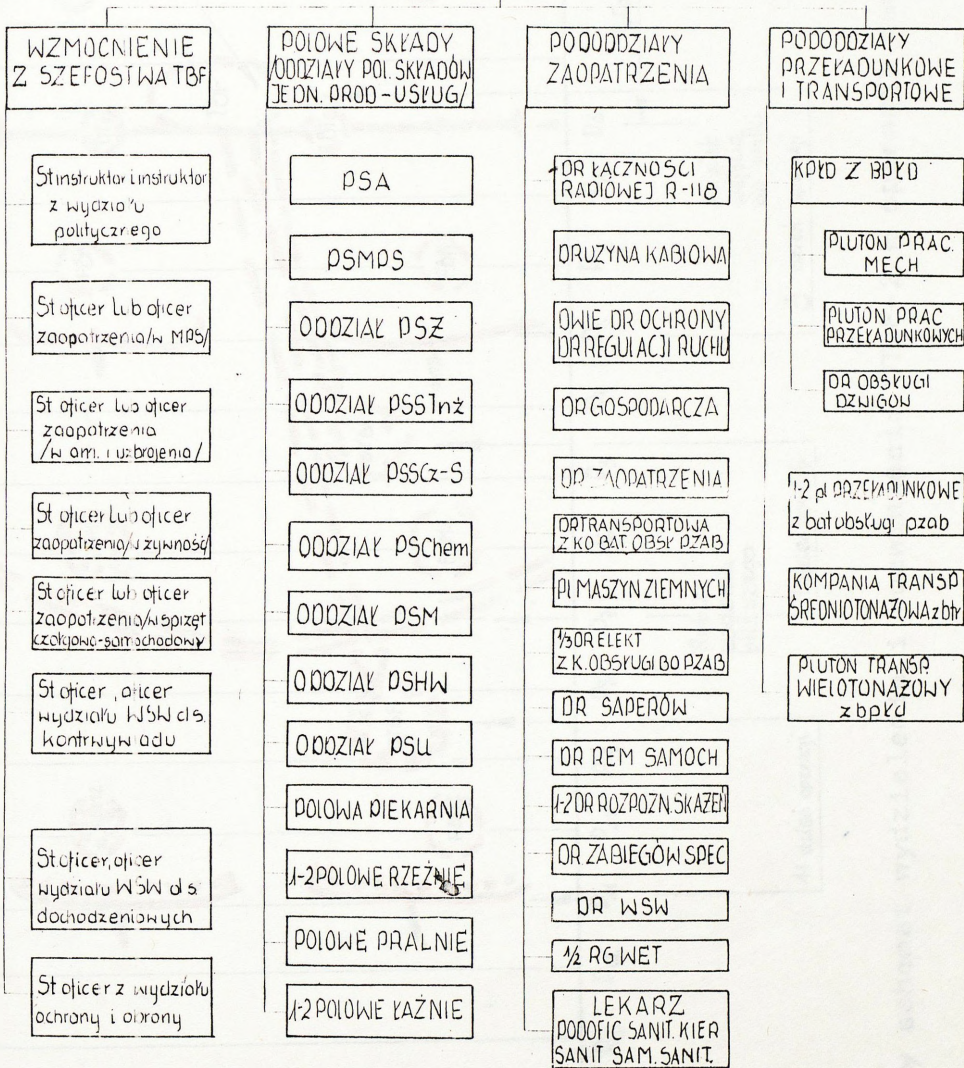 WZMOCNIENIE
Z SZEFOSTWA TBF
St instruktor i instruktor
z wydziału
politycznego
St oficer lub oficer
zaopatrzenia /w MPS/
St oficer lub oficer
zaopatrzenia
/w am. i uzbrojenia/
St oficer lub oficer
zaopatrzenia /w żywność/
St oficer lub oficer
zaopatrzenia /w sprzęt
czołgowo-samochodowy
St oficer, oficer
wydziału WSW ds.
kontrwywiadu
St oficer, oficer
wydziału WSW ds
dochodzeniowych
St oficer z wydziału
ochrony i obrony
POLOWE SKŁADY
/ODDZIAŁY POL. SKŁADÓW
JEDN. PROD-USŁUG/
PSA
PSMPS
ODDZIAŁ PSŻ
ODDZIAŁ PSSInż
ODDZIAŁ PSSCz-S
ODDZIAŁ PSChem
ODDZIAŁ PSM
ODDZIAŁ PSHW
ODDZIAŁ PSU
POLOWA PIEKARNIA
1-2 POLOWE RZEŹNIE
POLOWE PRALNIE
1-2 POLOWE ŁAŹNIE
PODODDZIAŁY
ZAOPATRZENIA
DR ŁĄCZNOŚCI
RADIOWEJ R-118
DRUŻYNA KABLOWA
DWIE DR OCHRONY
DR REGULACJI RUCHU
DR GOSPODARCZA
DR ZAOPATRZENIA
DR TRANSPORTOWA
Z KO BAT. OBSŁ PZAB
Pl MASZYN ZIEMNYCH
1/3 DR ELEKT
Z K. OBSŁUGI BO PZAB
DR SAPERÓW
DR REM SAMOCH
1-2 DR ROZPOZN. SKAŻEŃ
DR ZABIEGÓW SPEC
DR WSW
1/2 RG WET
LEKARZ
PODOFIC SANIT. KIER
SANIT SAM. SANIT.
PODODDZIAŁY
PRZEŁADUNKOWE
I TRANSPORTOWE
KPŁD Z BPŁD
PLUTON PRAC.
MECH
PLUTON PRAC
PRZEŁADUNKOWYCH
DR OBSŁUGI
DŹWIGÓW
1-2 pl PRZEŁADUNKOWE
z bat obsługi pzab
KOMPANIA TRANSP
ŚREDNIOTONAŻOWA z btr
PLUTON TRANSP.
WIELOTONAŻOWY
z bpłd